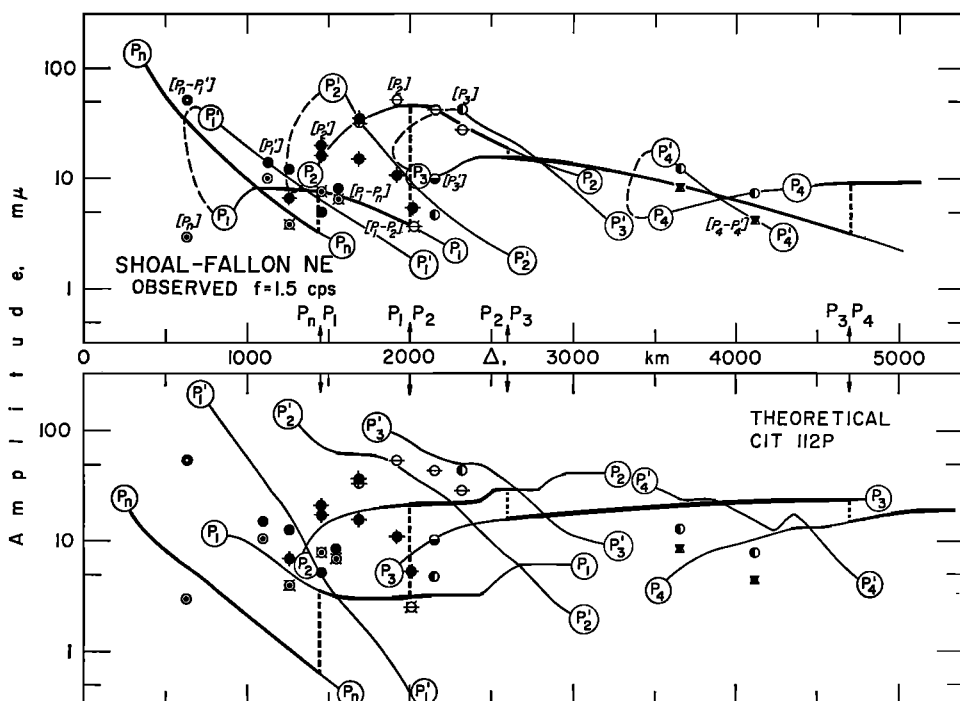 100
10
1
Pn
[Pn-P1']
P1'
[P1']
[Pn]
P1
P2'
[P2']
P2
[P2]
[P3]
P3
[P3']
[P1-Pn]
[P1-P2]
Pn
P1'
P1
P2'
P2
P3'
P4'
P4
[P4-P4']
P4
P4'
SHOAL-FALLON NE
OBSERVED f=1.5 cps
Pn P1
P1 P2
P2 P3
P3 P4
0 1000 2000 Δ, 3000 km 4000 5000
Amplitude, mμ
100
10
1
THEORETICAL
CIT 112P
Pn
P1'
P2'
P3'
P1
P2
P3
P2
P4'
P3
P3'
P1
P2'
P4
P4'
Pn
P1'